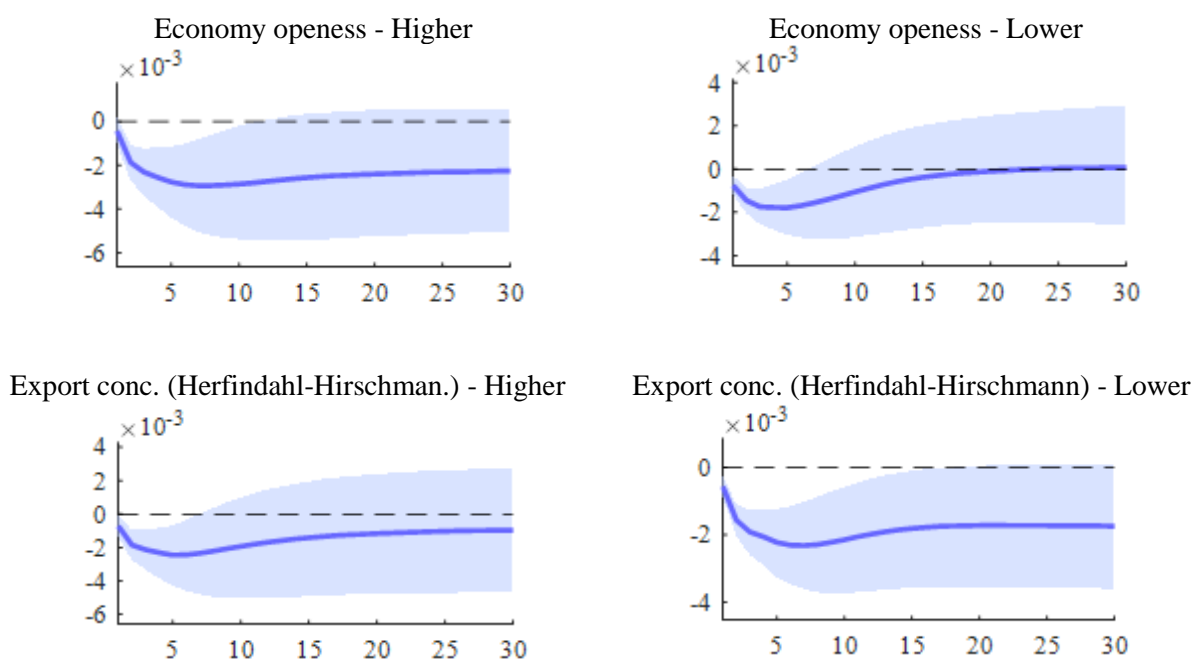 Economy openess - Higher
×10-3
0
-2
-4
-6
5 10 15 20 25 30
Economy openess - Lower
×10-3
4
2
0
-2
-4
5 10 15 20 25 30
Export conc. (Herfindahl-Hirschman.) - Higher
×10-3
4
2
0
-2
-4
-6
5 10 15 20 25 30
Export conc. (Herfindahl-Hirschmann) - Lower
×10-3
0
-2
-4
5 10 15 20 25 30